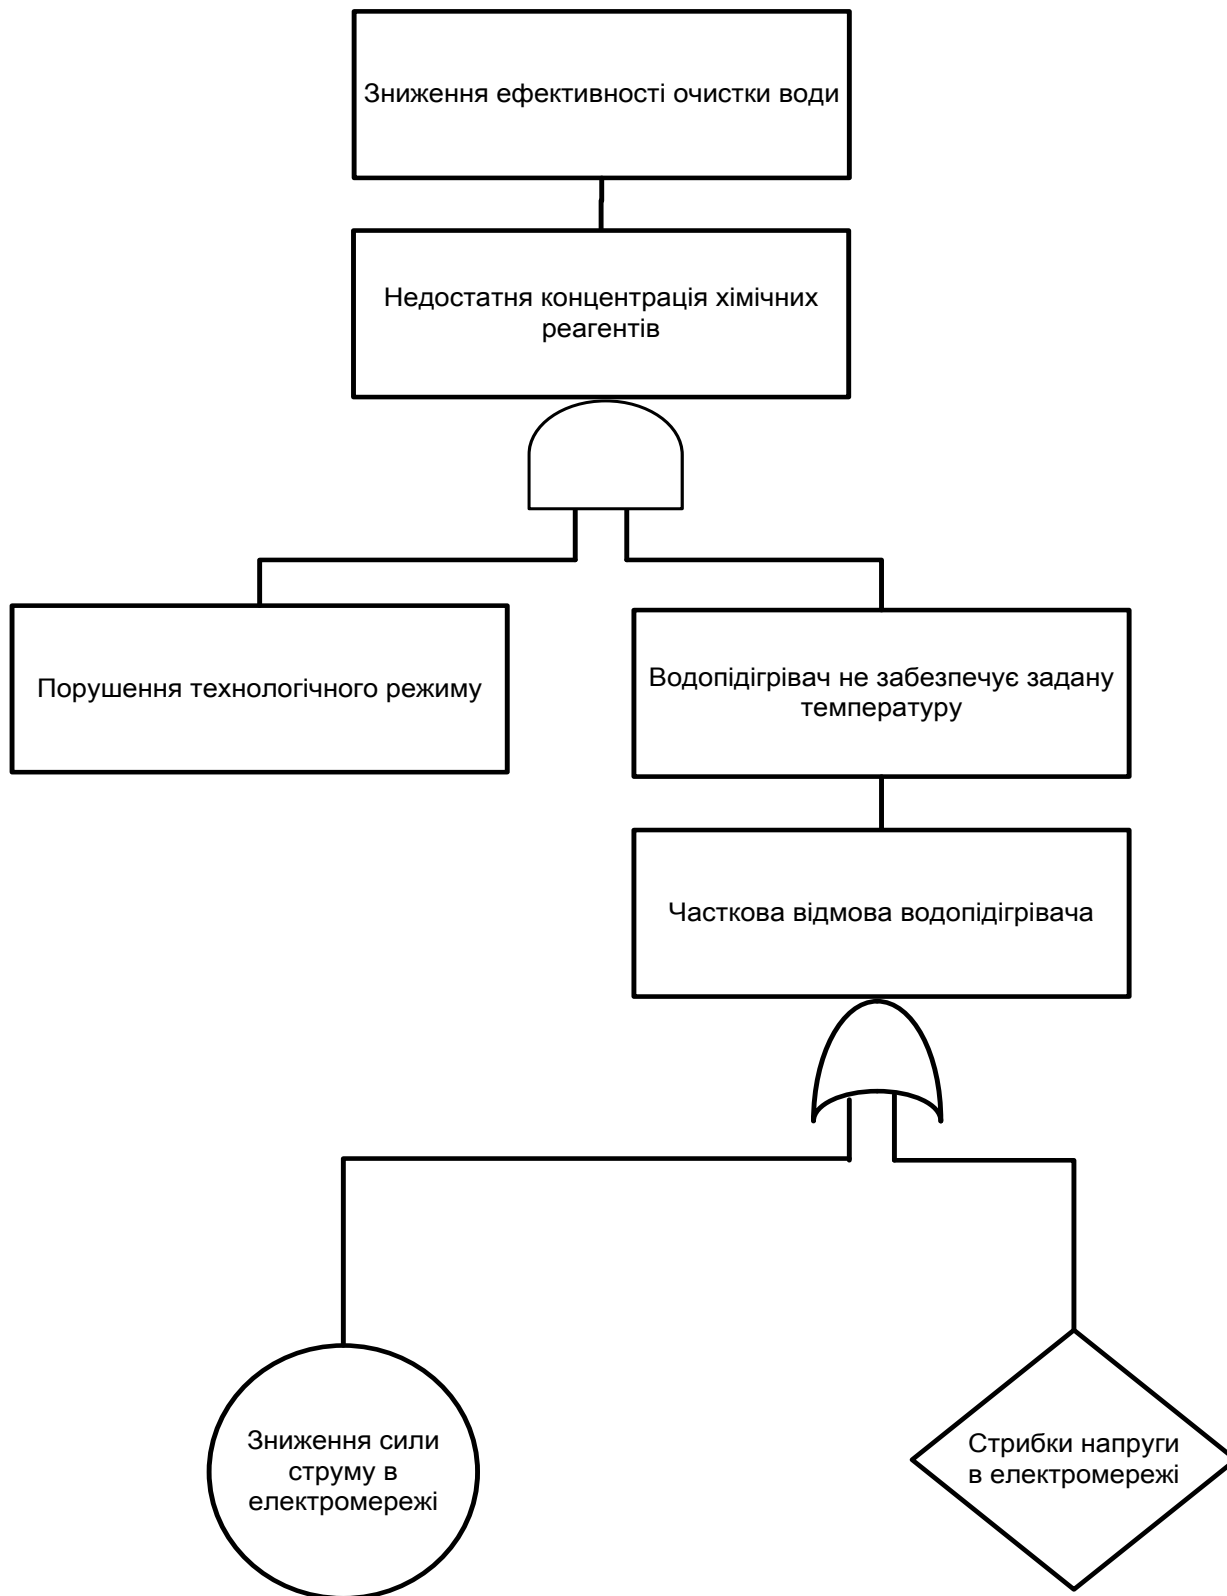 Зниження ефективності очистки води
Недостатня концентрація хімічних
реагентів
Порушення технологічного режиму
Водопідігрівач не забезпечує задану
температуру
Часткова відмова водопідігрівача
Зниження сили
струму в
електромережі
Стрибки напруги
в електромережі